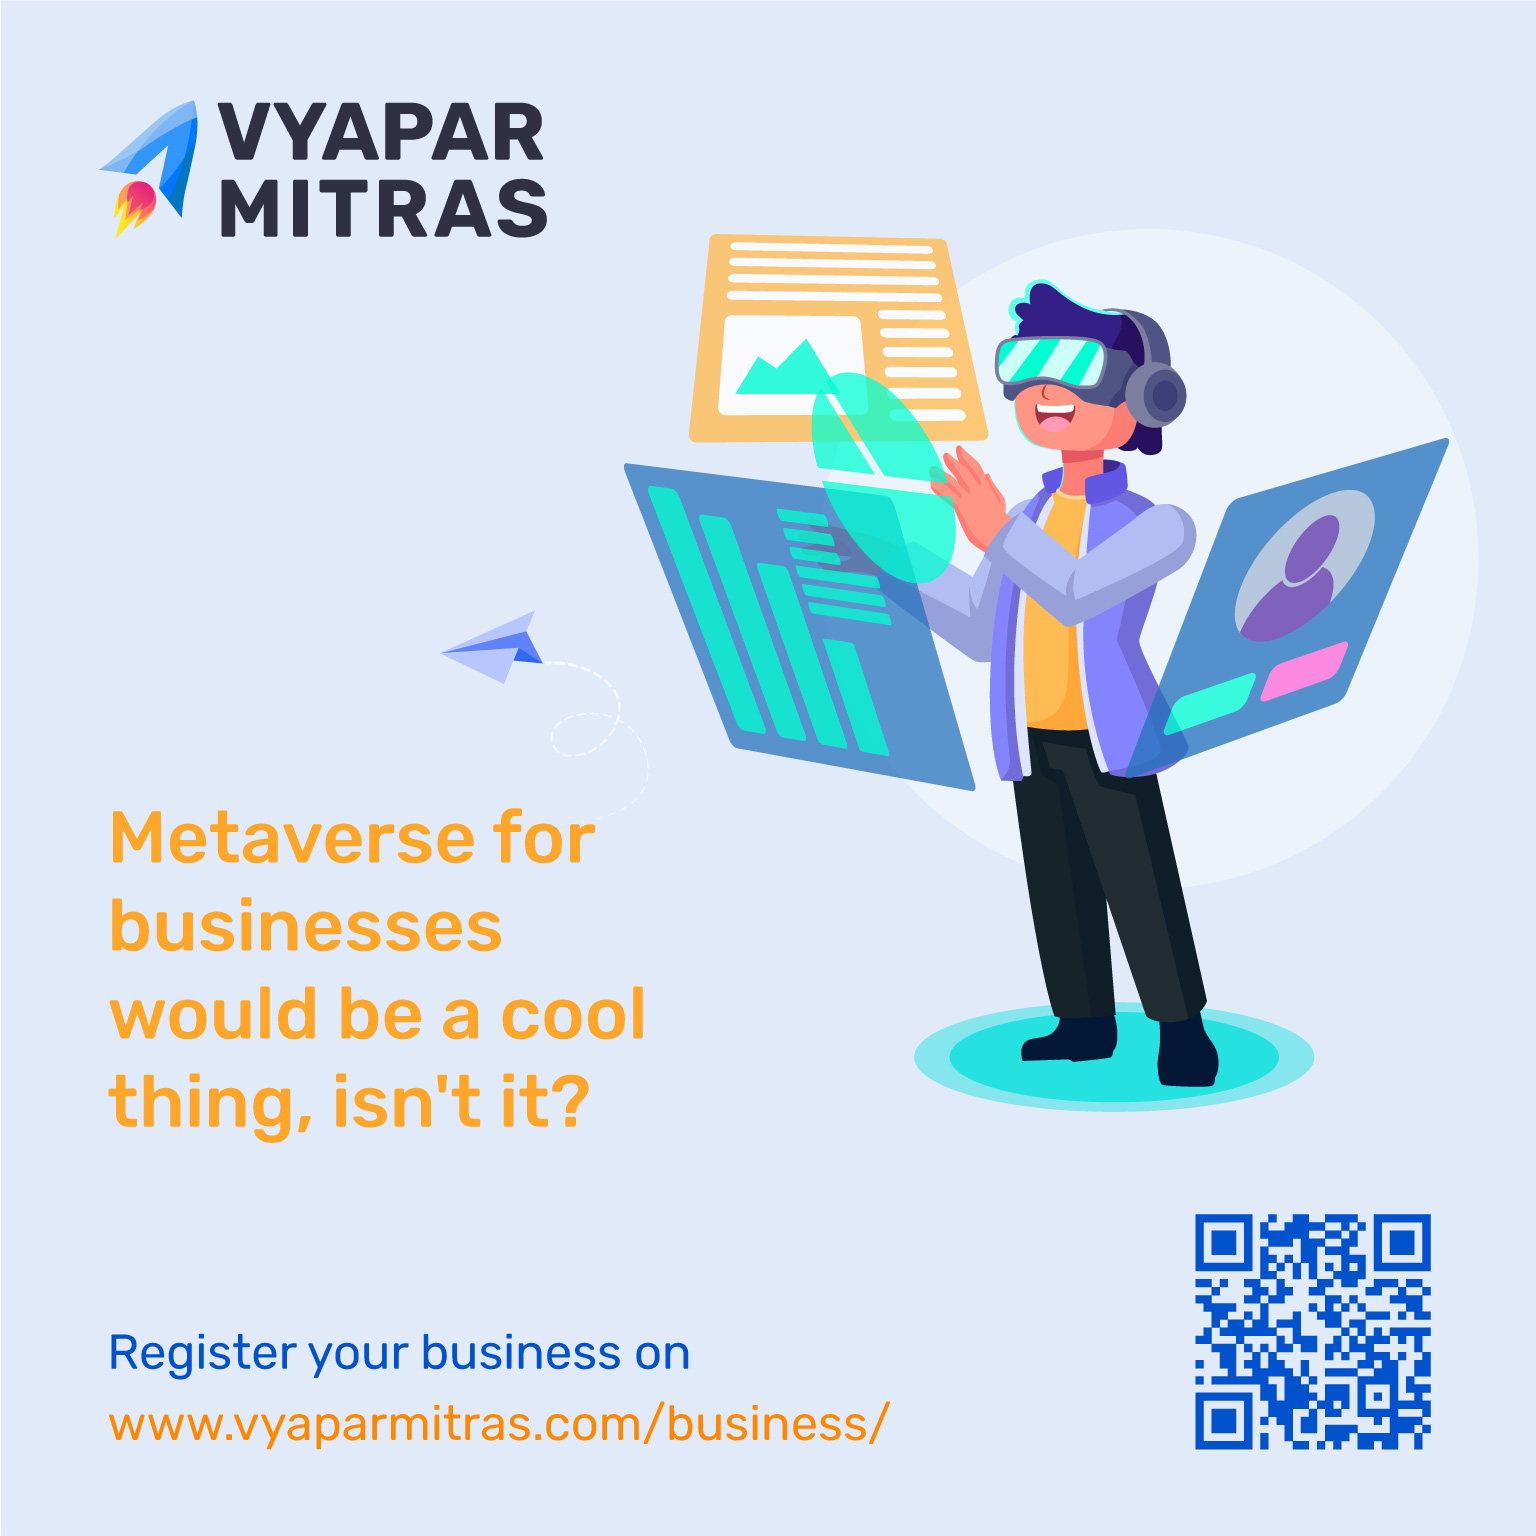 VYAPAR
MITRAS
Metaverse for
businesses
would be a cool
thing, isn't it?
Register your business on
www.vyaparmitras.com/business/